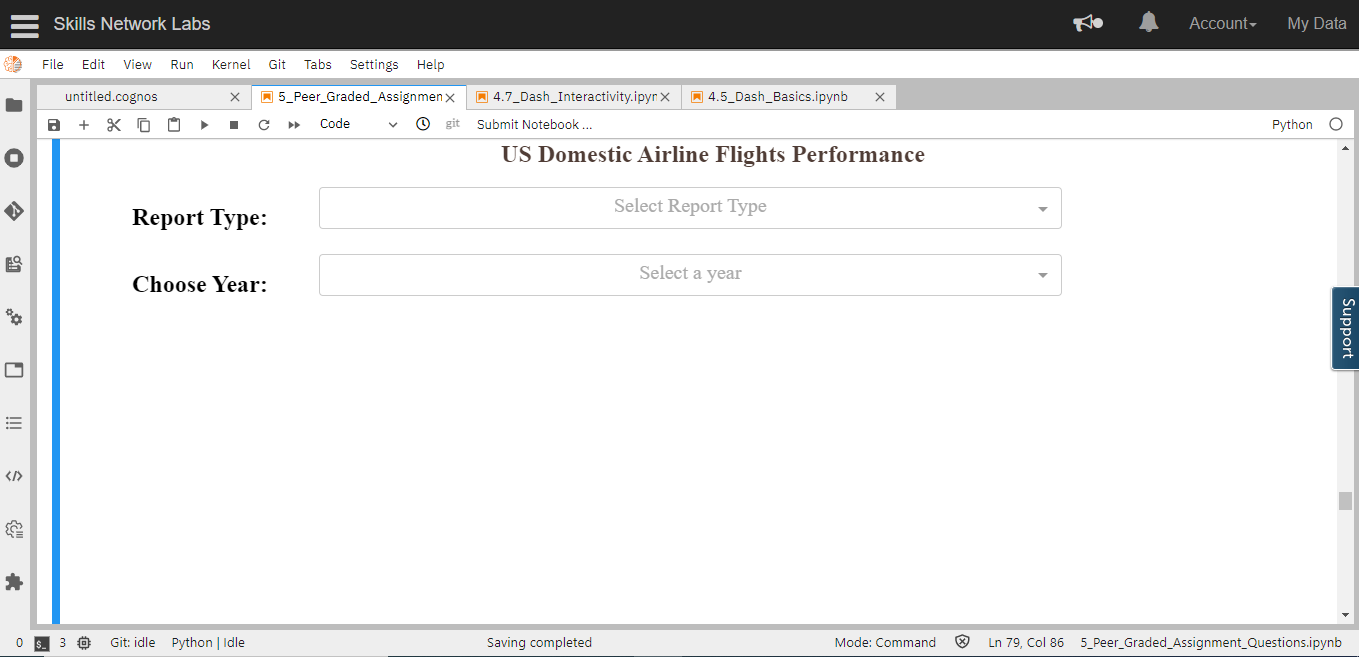 Skills Network Labs
Account
My Data
File Edit View Run Kernel Git Tabs Settings Help
untitled.cognos
5_Peer_Graded_Assignmen
4.7_Dash_Interactivity.ipyn
4.5_Dash_Basics.ipynb
Code
git
Submit Notebook ...
Python
US Domestic Airline Flights Performance
Report Type:
Select Report Type
Choose Year:
Select a year
Support
0
$_
3
Git: idle
Python | Idle
Saving completed
Mode: Command
Ln 79, Col 86
5_Peer_Graded_Assignment_Questions.ipynb